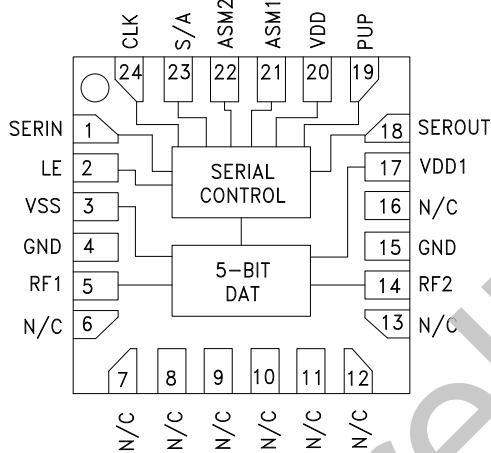 CLK S/A ASM2 ASM1 VDD PUP
24 23 22 21 20 19
SERIN 1 18 SEROUT
LE 2 17 VDD1
SERIAL
CONTROL
VSS 3 16 N/C
GND 4 15 GND
5-BIT
DAT
RF1 5 14 RF2
N/C 6 13 N/C
7 8 9 10 11 12
N/C N/C N/C N/C N/C N/C